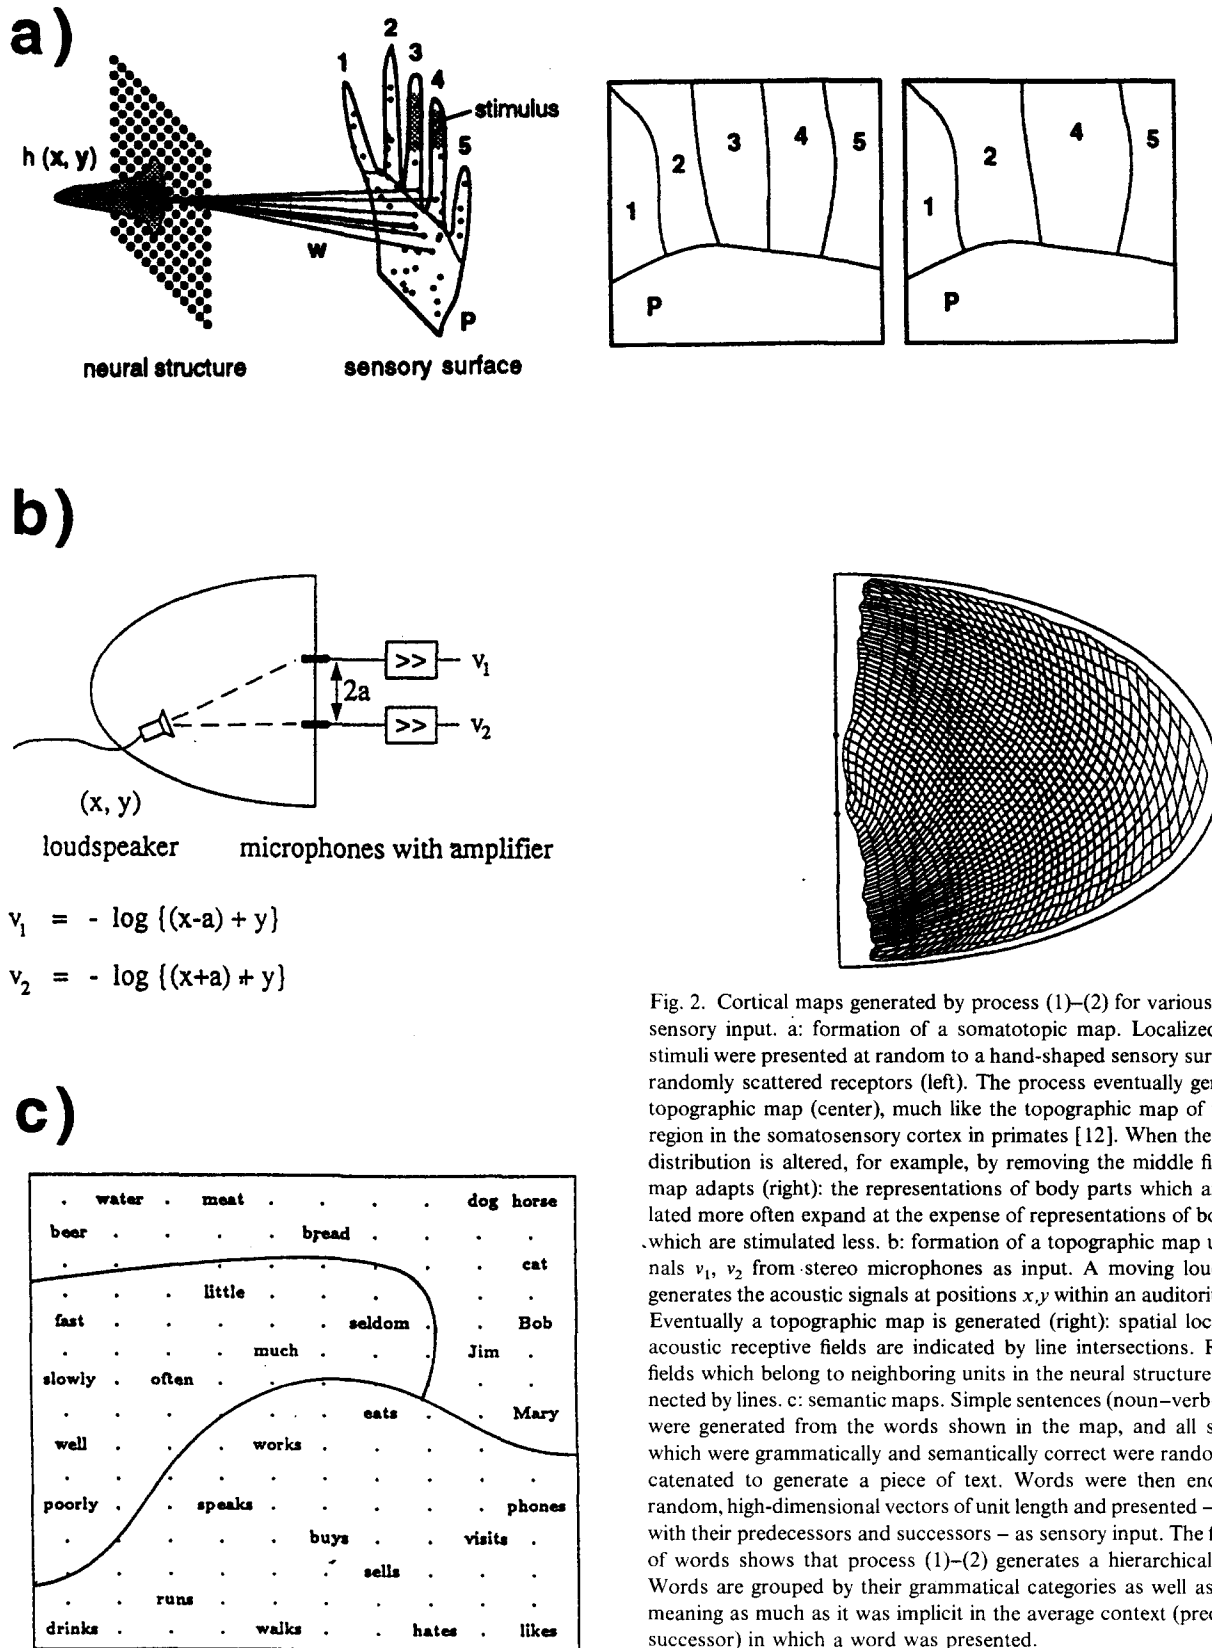 a)
1
2
3
4
stimulus
5
h (x, y)
w
P
neural structure
sensory surface
1
2
3
4
5
P
1
2
4
5
P
b)
>>
v1
2a
>>
v2
(x, y)
loudspeaker
microphones with amplifier
v1 = - log {(x-a) + y}
v2 = - log {(x+a) + y}
Fig. 2. Cortical maps generated by process (1)–(2) for various
sensory input. a: formation of a somatotopic map. Localized
stimuli were presented at random to a hand-shaped sensory sur
randomly scattered receptors (left). The process eventually gen
topographic map (center), much like the topographic map of
region in the somatosensory cortex in primates [12]. When the
distribution is altered, for example, by removing the middle fi
map adapts (right): the representations of body parts which a
lated more often expand at the expense of representations of bo
which are stimulated less. b: formation of a topographic map u
nals v1, v2 from stereo microphones as input. A moving lou
generates the acoustic signals at positions x,y within an auditori
Eventually a topographic map is generated (right): spatial loc
acoustic receptive fields are indicated by line intersections. F
fields which belong to neighboring units in the neural structure
nected by lines. c: semantic maps. Simple sentences (noun–verb
were generated from the words shown in the map, and all s
which were grammatically and semantically correct were rando
catenated to generate a piece of text. Words were then enc
random, high-dimensional vectors of unit length and presented –
with their predecessors and successors – as sensory input. The f
of words shows that process (1)–(2) generates a hierarchical
Words are grouped by their grammatical categories as well as
meaning as much as it was implicit in the average context (pred
successor) in which a word was presented.
c)
water meat dog horse
beer bread
cat
little
fast seldom Bob
much Jim
slowly often
eats Mary
well works
poorly speaks phones
buys visits
sells
runs
drinks walks hates likes